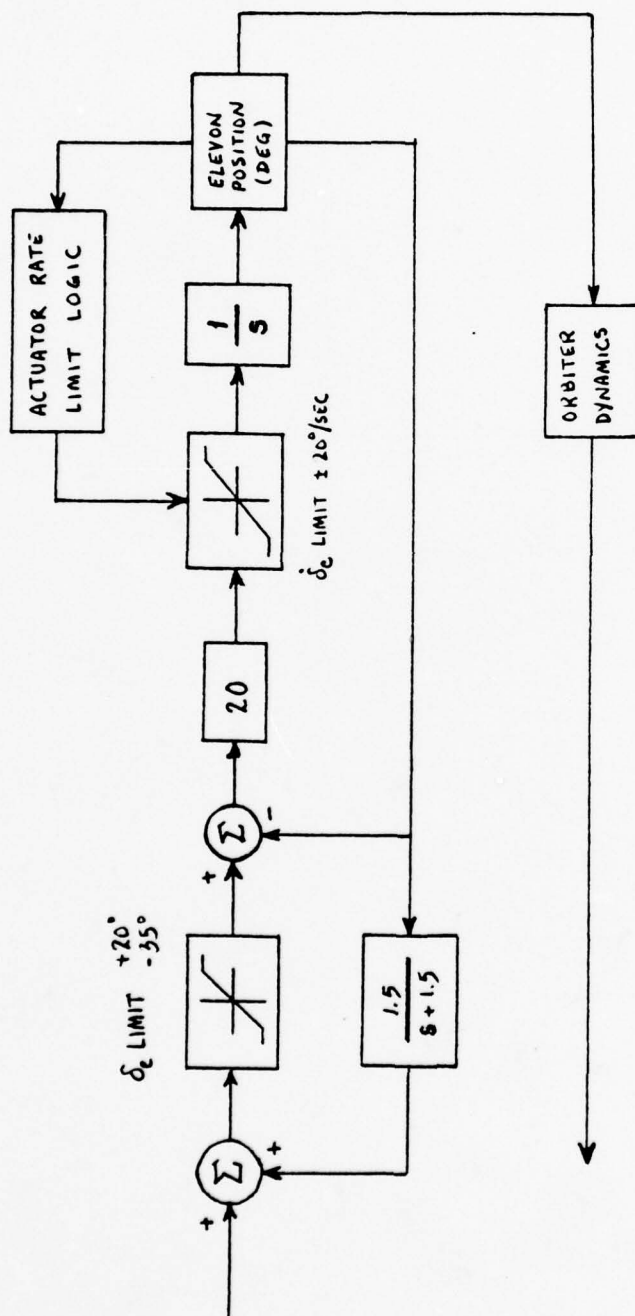 +
Σ
+
δe LIMIT +20°
-35°
+
Σ
-
20
δ̇e LIMIT ± 20°/SEC
1
S
ACTUATOR RATE
LIMIT LOGIC
ELEVON
POSITION
(DEG)
1.5
S + 1.5
ORBITER
DYNAMICS